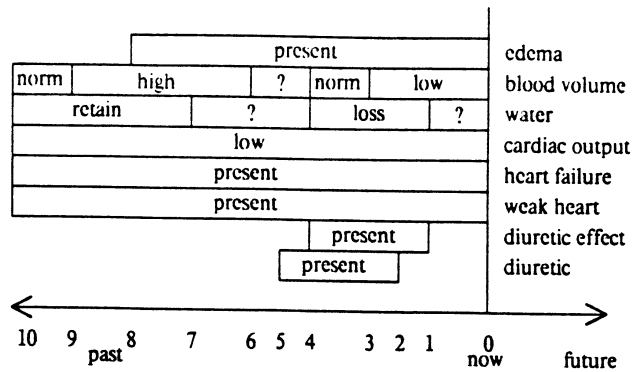 present edema
norm high ? norm low blood volume
retain ? loss ? water
low cardiac output
present heart failure
present weak heart
present diuretic effect
present diuretic
10 9 8 7 6 5 4 3 2 1 0
past now future